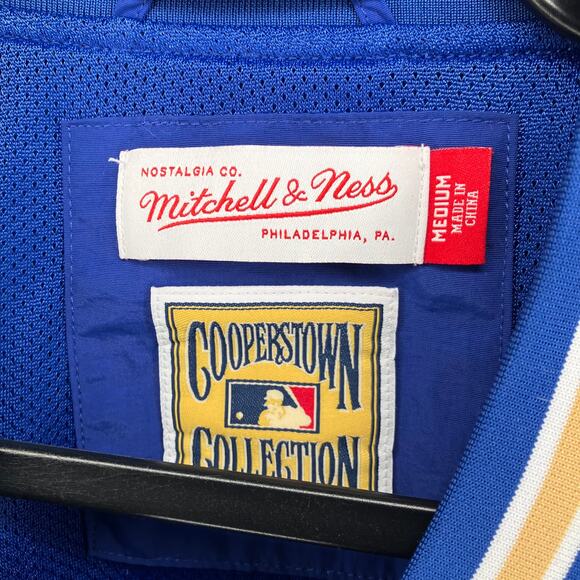 NOSTALGIA CO.
Mitchell & Ness
PHILADELPHIA, PA.
MEDIUM
MADE IN
CHINA
COOPERSTOWN
COLLECTION